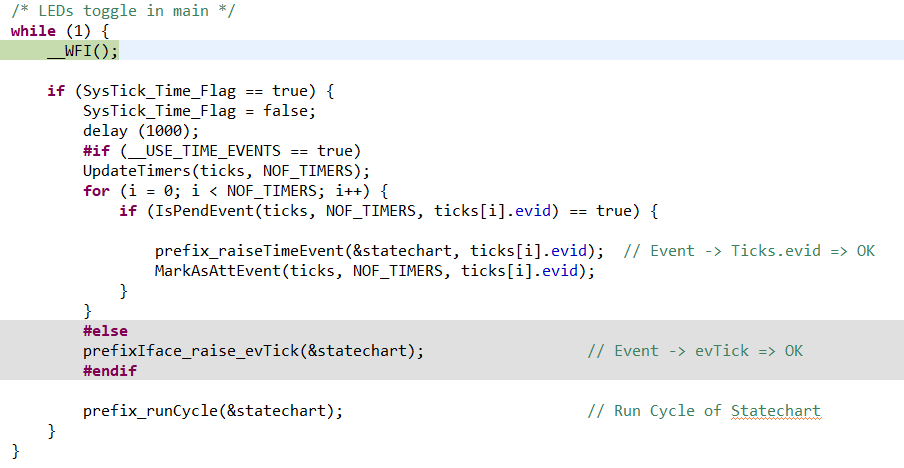 /* LEDs toggle in main */
while (1) {
    __WFI();

    if (SysTick_Time_Flag == true) {
        SysTick_Time_Flag = false;
        delay (1000);
        #if (__USE_TIME_EVENTS == true)
        UpdateTimers(ticks, NOF_TIMERS);
        for (i = 0; i < NOF_TIMERS; i++) {
            if (IsPendEvent(ticks, NOF_TIMERS, ticks[i].evid) == true) {

                prefix_raiseTimeEvent(&statechart, ticks[i].evid);  // Event -> Ticks.evid => OK
                MarkAsAttEvent(ticks, NOF_TIMERS, ticks[i].evid);
            }
        }
        #else
        prefixIface_raise_evTick(&statechart);                  // Event -> evTick => OK
        #endif

        prefix_runCycle(&statechart);                           // Run Cycle of Statechart
    }
}